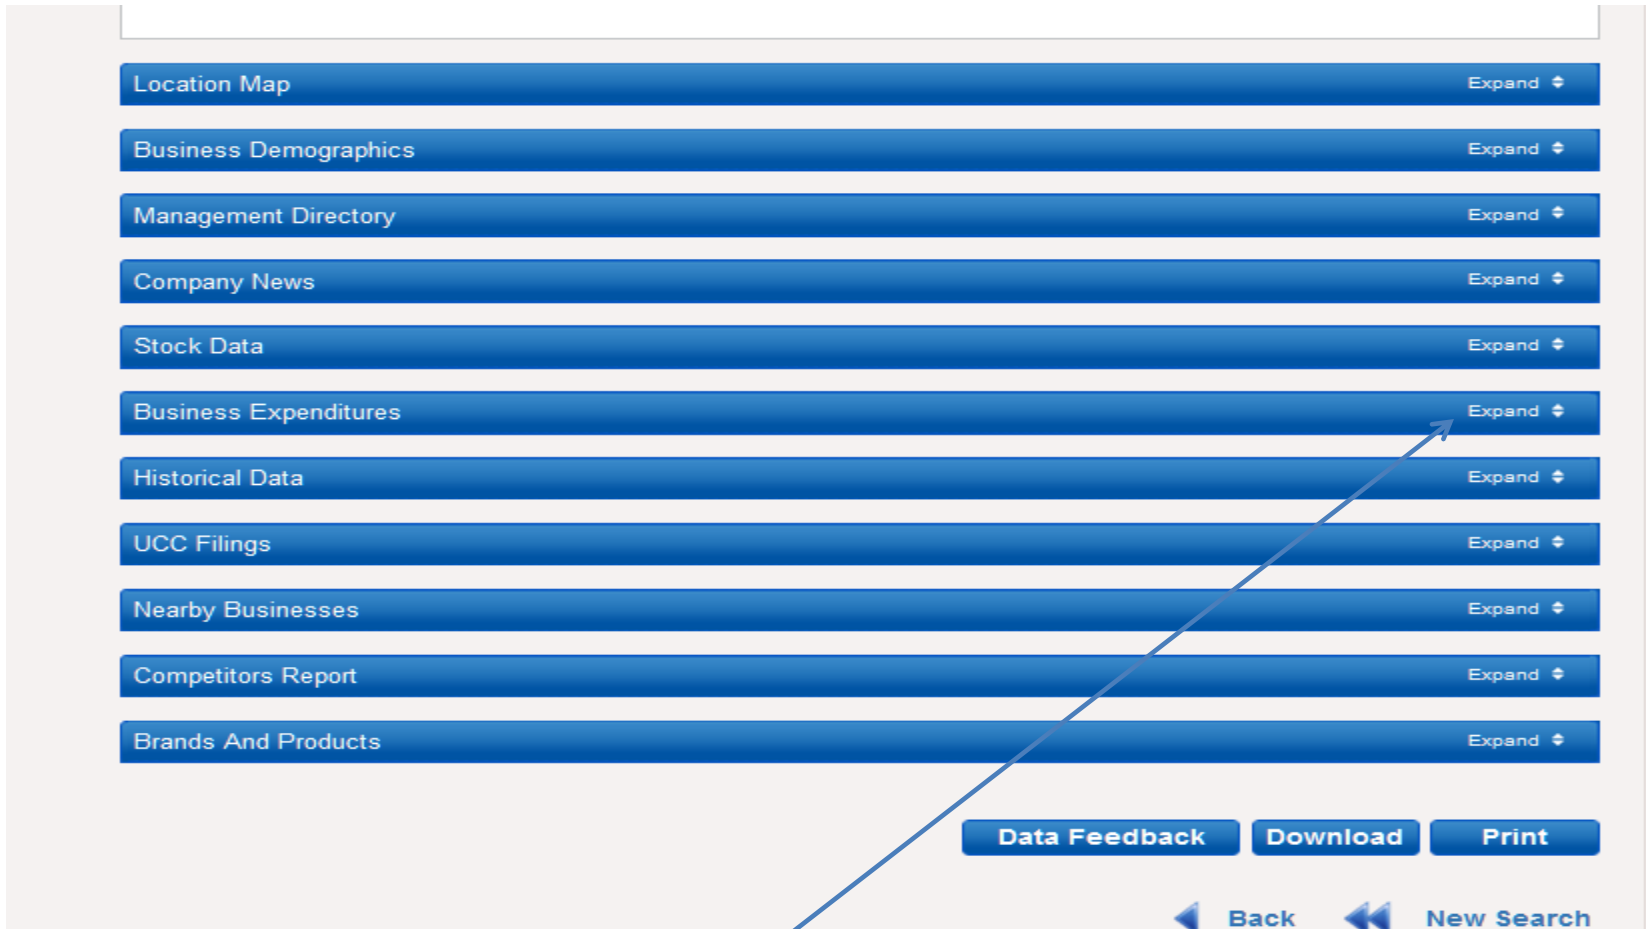 Location Map Expand
Business Demographics Expand
Management Directory Expand
Company News Expand
Stock Data Expand
Business Expenditures Expand
Historical Data Expand
UCC Filings Expand
Nearby Businesses Expand
Competitors Report Expand
Brands And Products Expand
Data Feedback Download Print
Back New Search